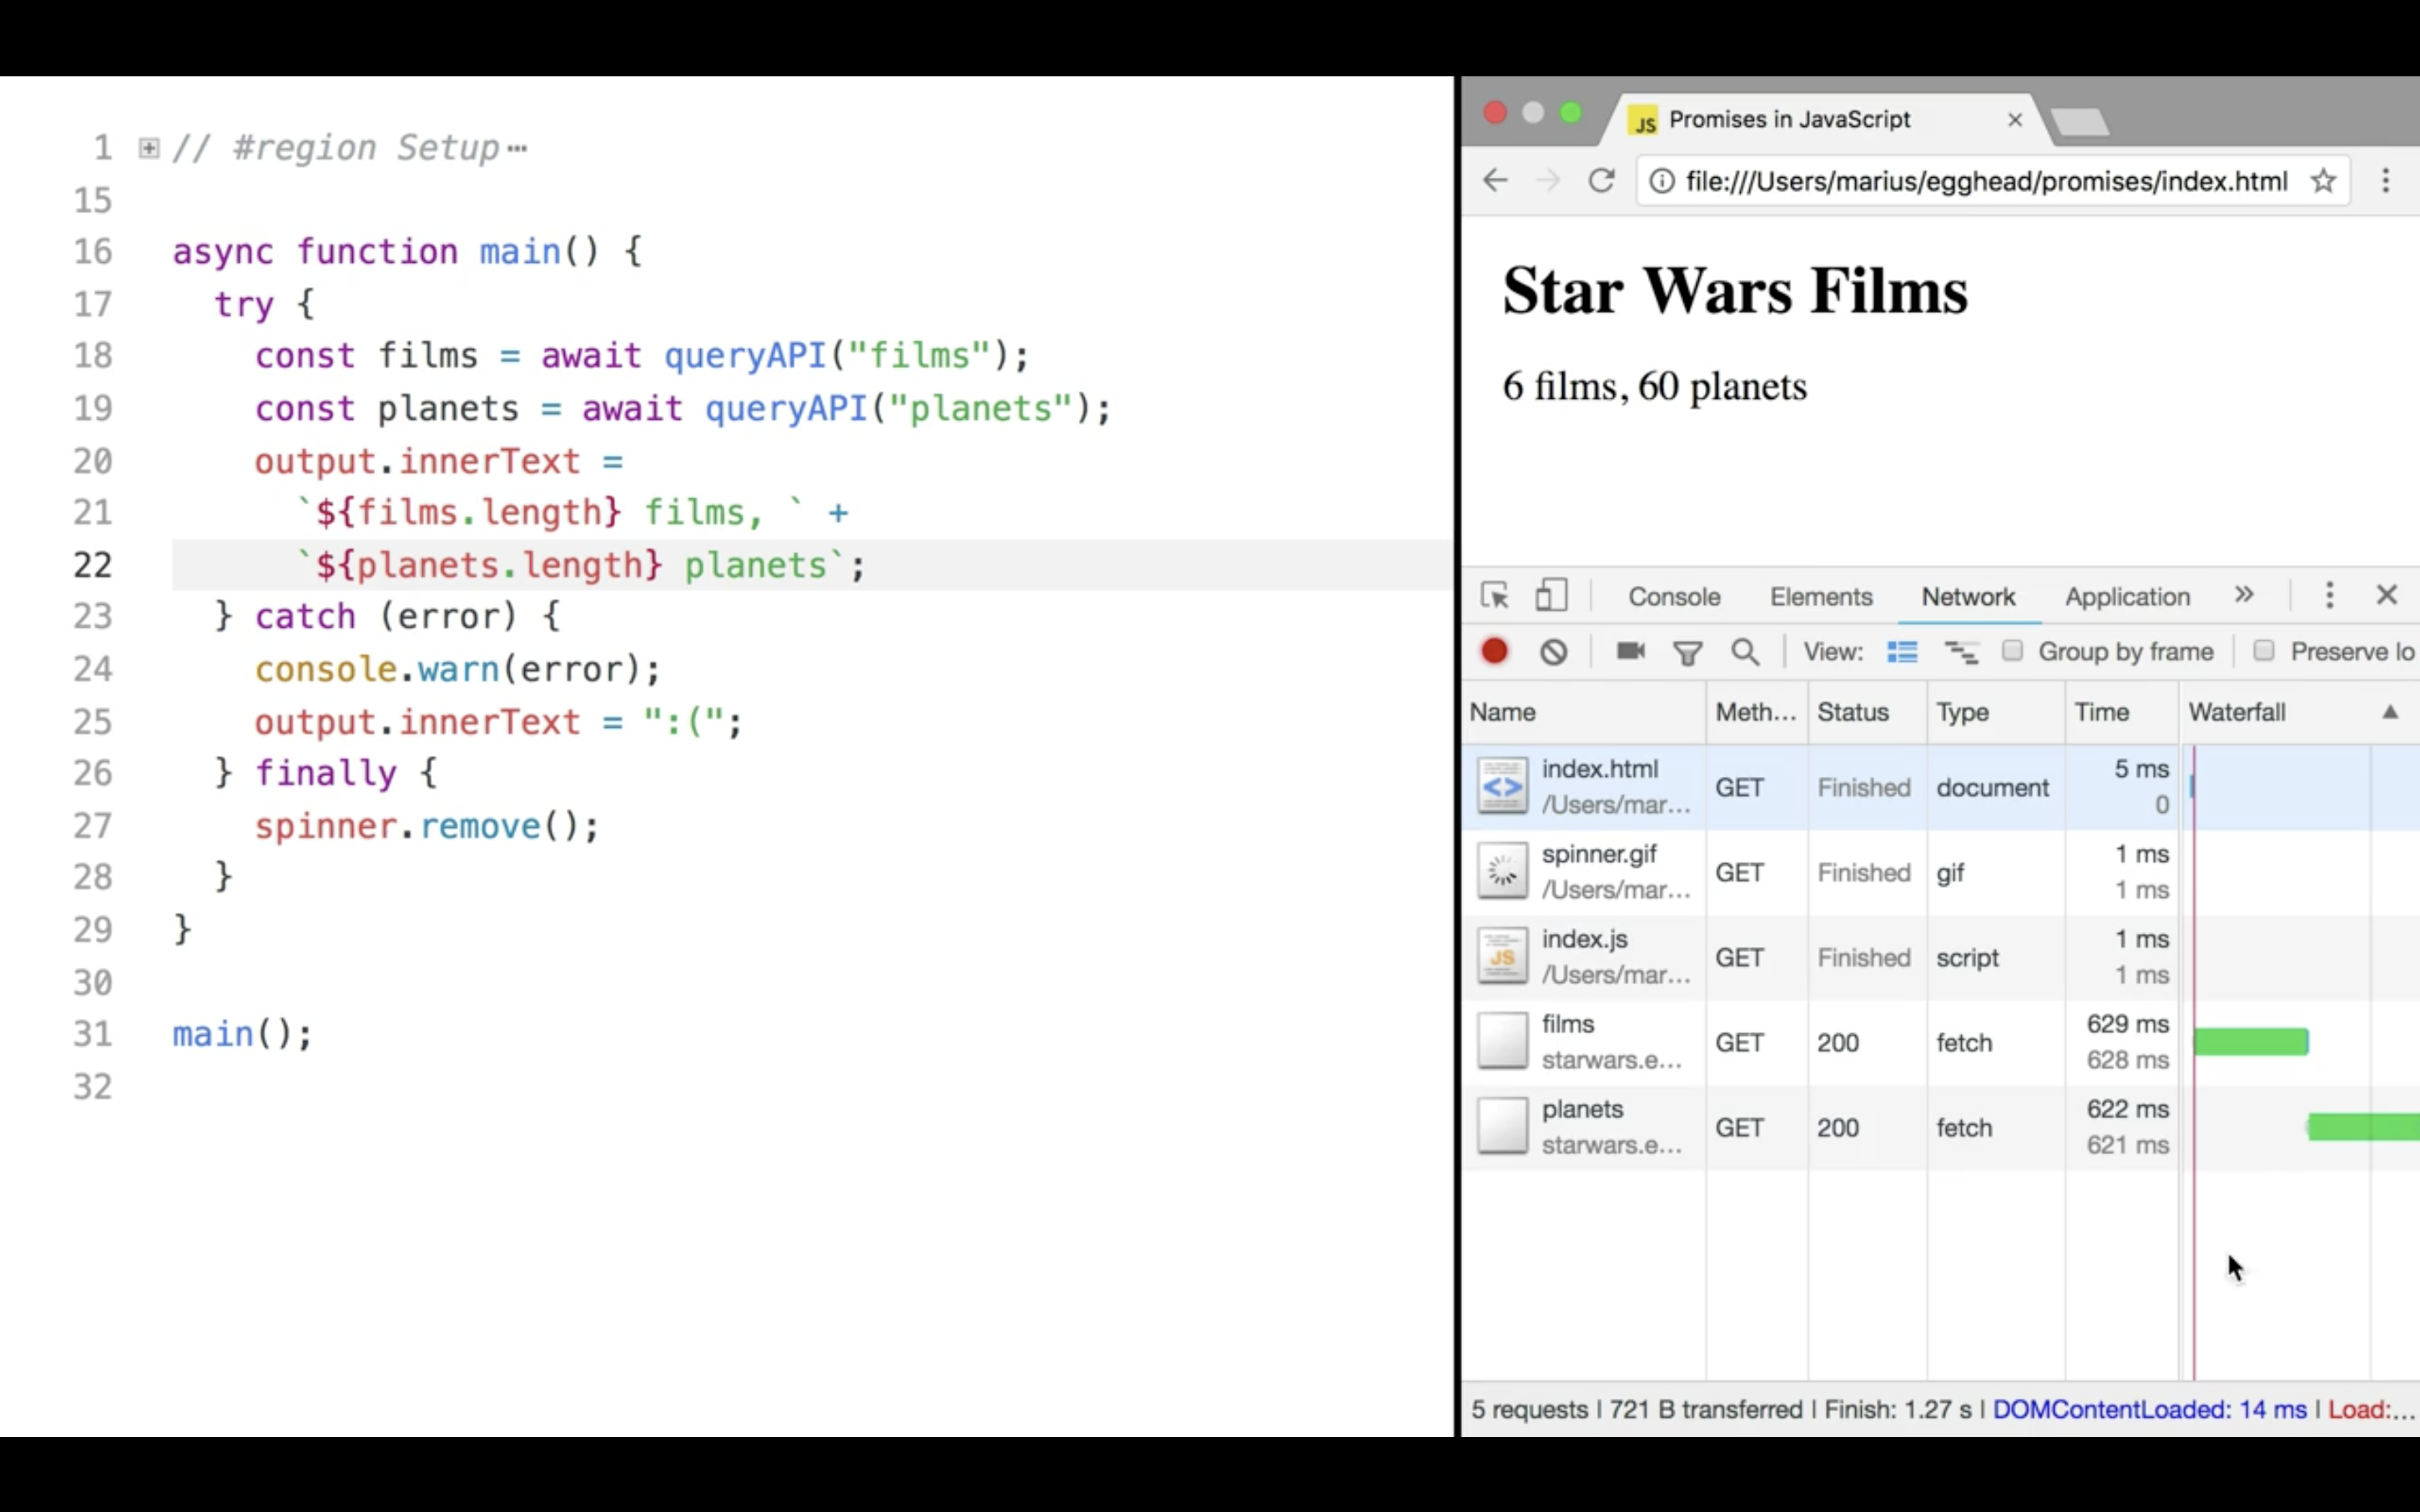 1 // #region Setup…
15
16 async function main() {
17 try {
18 const films = await queryAPI("films");
19 const planets = await queryAPI("planets");
20 output.innerText =
21 `${films.length} films, ` +
22 `${planets.length} planets`;
23 } catch (error) {
24 console.warn(error);
25 output.innerText = ":(";
26 } finally {
27 spinner.remove();
28 }
29 }
30
31 main();
32
JS Promises in JavaScript
file:///Users/marius/egghead/promises/index.html
Star Wars Films
6 films, 60 planets
Console Elements Network Application »
View: Group by frame Preserve lo
Name Meth… Status Type Time Waterfall
index.html GET Finished document 5 ms
/Users/mar… 0
spinner.gif GET Finished gif 1 ms
/Users/mar… 1 ms
JS index.js GET Finished script 1 ms
/Users/mar… 1 ms
films GET 200 fetch 629 ms
starwars.e… 628 ms
planets GET 200 fetch 622 ms
starwars.e… 621 ms
5 requests | 721 B transferred | Finish: 1.27 s | DOMContentLoaded: 14 ms | Load:…